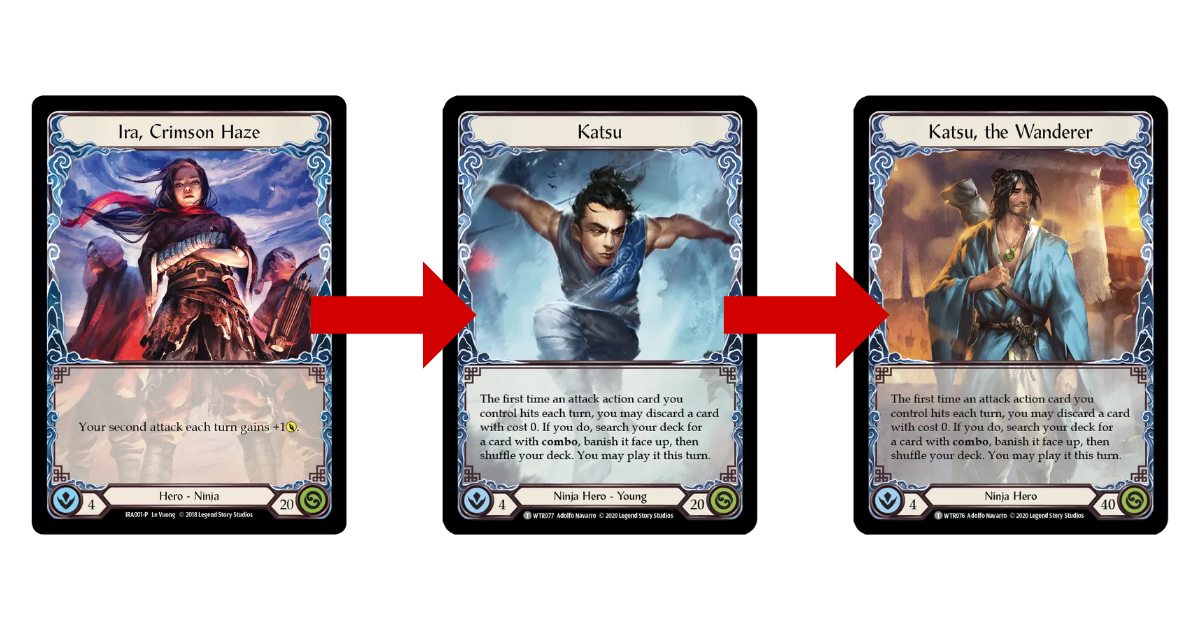 Ira, Crimson Haze
Your second attack each turn gains +1.
4
Hero - Ninja
20
IRA001-P Le Vuong © 2018 Legend Story Studios
Katsu
The first time an attack action card you
control hits each turn, you may discard a card
with cost 0. If you do, search your deck for
a card with combo, banish it face up, then
shuffle your deck. You may play it this turn.
4
Ninja Hero - Young
20
T WTR077 Adolfo Navarro © 2020 Legend Story Studios
Katsu, the Wanderer
The first time an attack action card you
control hits each turn, you may discard a card
with cost 0. If you do, search your deck for
a card with combo, banish it face up, then
shuffle your deck. You may play it this turn.
4
Ninja Hero
40
T WTR076 Adolfo Navarro © 2020 Legend Story Studios